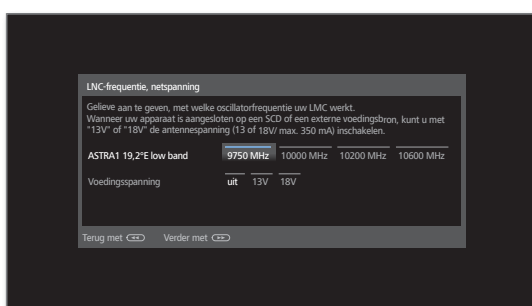 LNC-frequentie, netspanning
Gelieve aan te geven, met welke oscillatorfrequentie uw LMC werkt.
Wanneer uw apparaat is aangesloten op een SCD of een externe voedingsbron, kunt u met
"13V" of "18V" de antennespanning (13 of 18V/ max. 350 mA) inschakelen.
ASTRA1 19,2°E low band 9750 MHz 10000 MHz 10200 MHz 10600 MHz
Voedingsspanning uit 13V 18V
Terug met Verder met